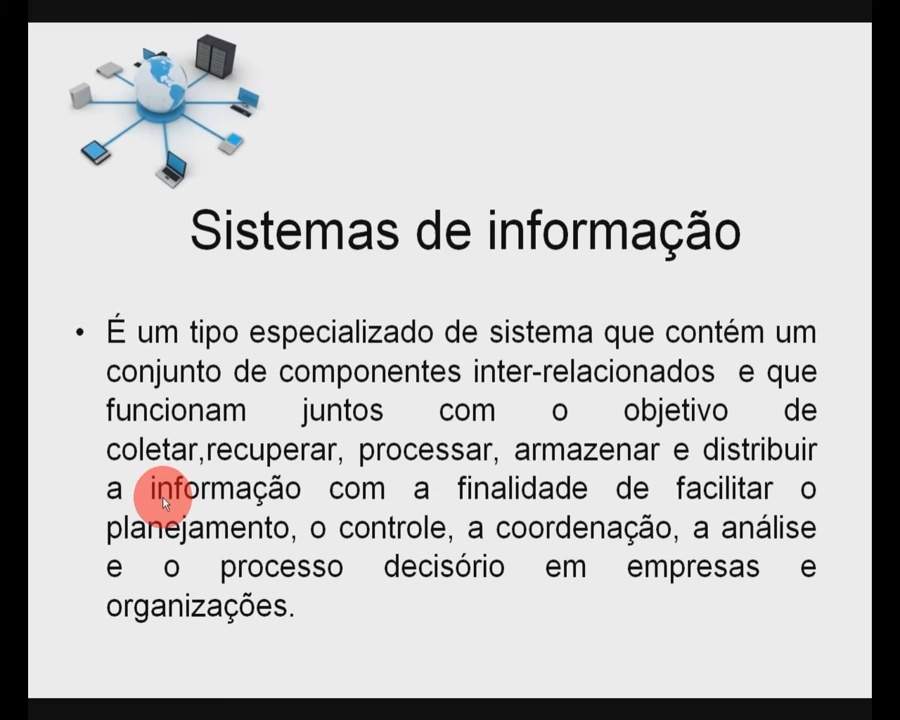 Sistemas de informação
• É um tipo especializado de sistema que contém um
conjunto de componentes inter-relacionados e que
funcionam juntos com o objetivo de
coletar,recuperar, processar, armazenar e distribuir
a informação com a finalidade de facilitar o
planejamento, o controle, a coordenação, a análise
e o processo decisório em empresas e
organizações.